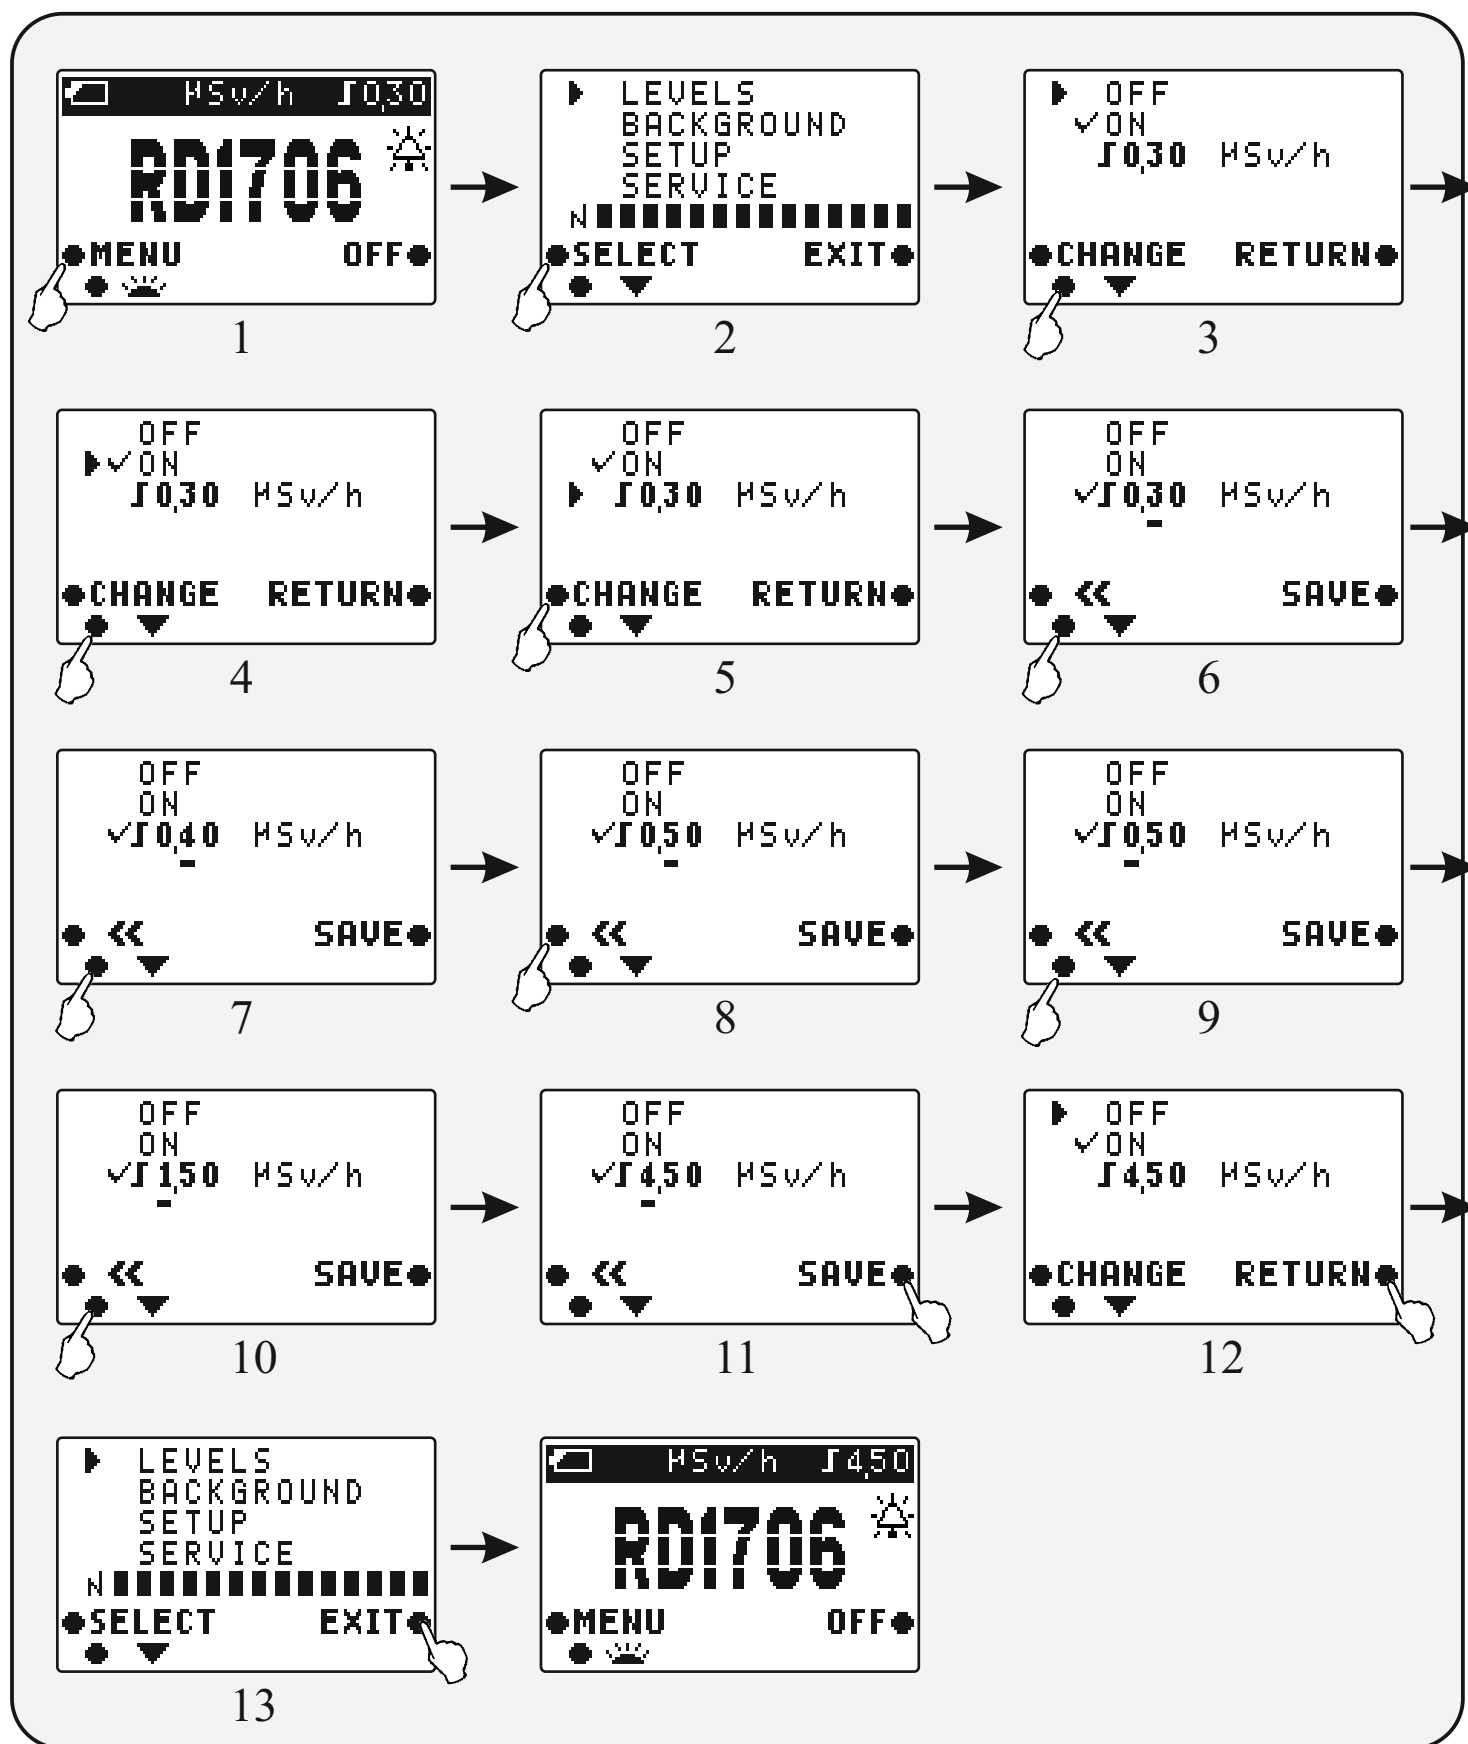 µSv/h 0,30
RD1706
MENU OFF
1
LEVELS
BACKGROUND
SETUP
SERVICE
N
SELECT EXIT
2
OFF
✓ON
0,30 µSv/h
CHANGE RETURN
3
OFF
✓ON
0,30 µSv/h
CHANGE RETURN
4
OFF
✓ON
0,30 µSv/h
CHANGE RETURN
5
OFF
ON
✓0,30 µSv/h
<< SAVE
6
OFF
ON
✓0,40 µSv/h
<< SAVE
7
OFF
ON
✓0,50 µSv/h
<< SAVE
8
OFF
ON
✓0,50 µSv/h
<< SAVE
9
OFF
ON
✓1,50 µSv/h
<< SAVE
10
OFF
ON
✓4,50 µSv/h
<< SAVE
11
OFF
✓ON
4,50 µSv/h
CHANGE RETURN
12
LEVELS
BACKGROUND
SETUP
SERVICE
N
SELECT EXIT
13
µSv/h 4,50
RD1706
MENU OFF